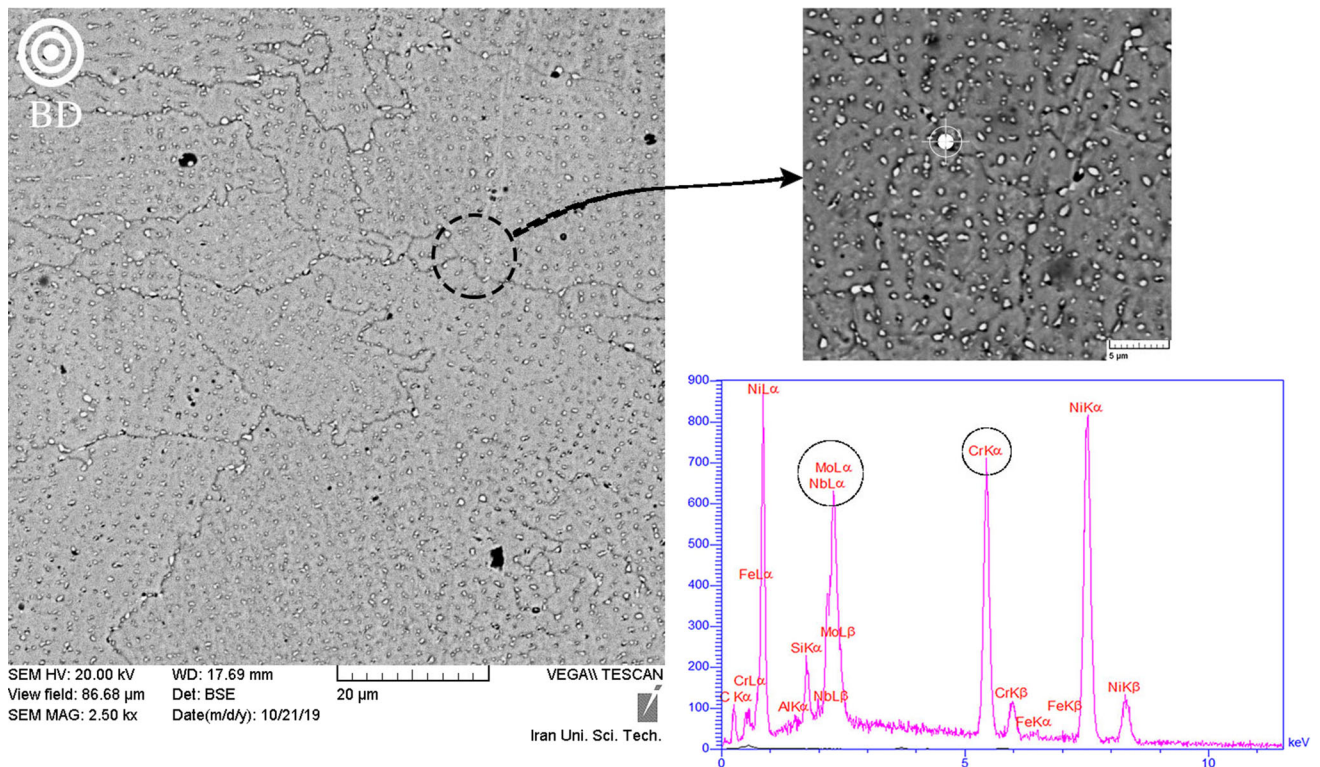 BD
SEM HV: 20.00 kV WD: 17.69 mm VEGA\\ TESCAN
View field: 86.68 µm Det: BSE 20 µm
SEM MAG: 2.50 kx Date(m/d/y): 10/21/19
Iran Uni. Sci. Tech.
5 µm
900
800
700
600
500
400
300
200
100
0
NiLα
FeLα
CrLα
C Kα
AlKα
SiKα
MoLα
NbLα
MoLβ
NbLβ
CrKα
CrKβ
FeKα
FeKβ
NiKα
NiKβ
0 5 10 keV